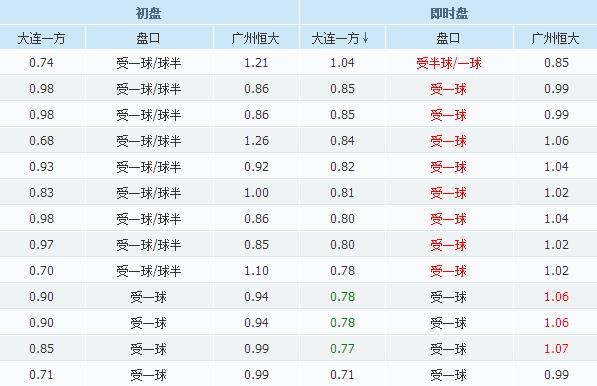 初盘 即时盘
大连一方 盘口 广州恒大 大连一方↓ 盘口 广州恒大
0.74 受一球/球半 1.21 1.04 受半球/一球 0.85
0.98 受一球/球半 0.86 0.85 受一球 0.99
0.98 受一球/球半 0.86 0.85 受一球 0.99
0.68 受一球/球半 1.26 0.84 受一球 1.06
0.93 受一球/球半 0.92 0.82 受一球 1.04
0.83 受一球/球半 1.00 0.81 受一球 1.02
0.98 受一球/球半 0.86 0.80 受一球 1.04
0.97 受一球/球半 0.85 0.80 受一球 1.02
0.70 受一球/球半 1.10 0.78 受一球 1.02
0.90 受一球 0.94 0.78 受一球 1.06
0.90 受一球 0.94 0.78 受一球 1.06
0.85 受一球 0.99 0.77 受一球 1.07
0.71 受一球 0.99 0.71 受一球 0.99